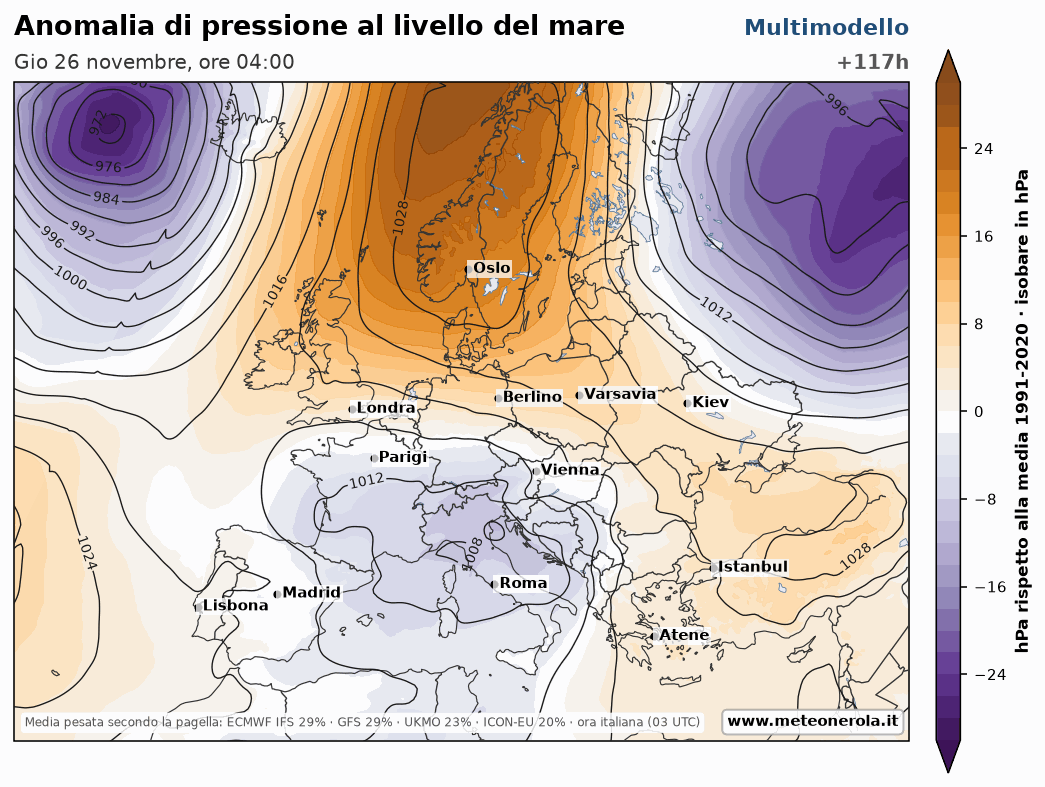 Anomalia di pressione al livello del mare
Multimodello
Gio 26 novembre, ore 04:00
+117h
972
976
984
992
996
1000
1016
1028
996
1012
Oslo
Londra
Berlino
Varsavia
Kiev
Parigi
Vienna
1012
1008
1024
1028
Istanbul
Roma
Madrid
Lisbona
Atene
24
16
8
0
−8
−16
−24
hPa rispetto alla media 1991-2020 · isobare in hPa
Media pesata secondo la pagella: ECMWF IFS 29% · GFS 29% · UKMO 23% · ICON-EU 20% · ora italiana (03 UTC)
www.meteonerola.it